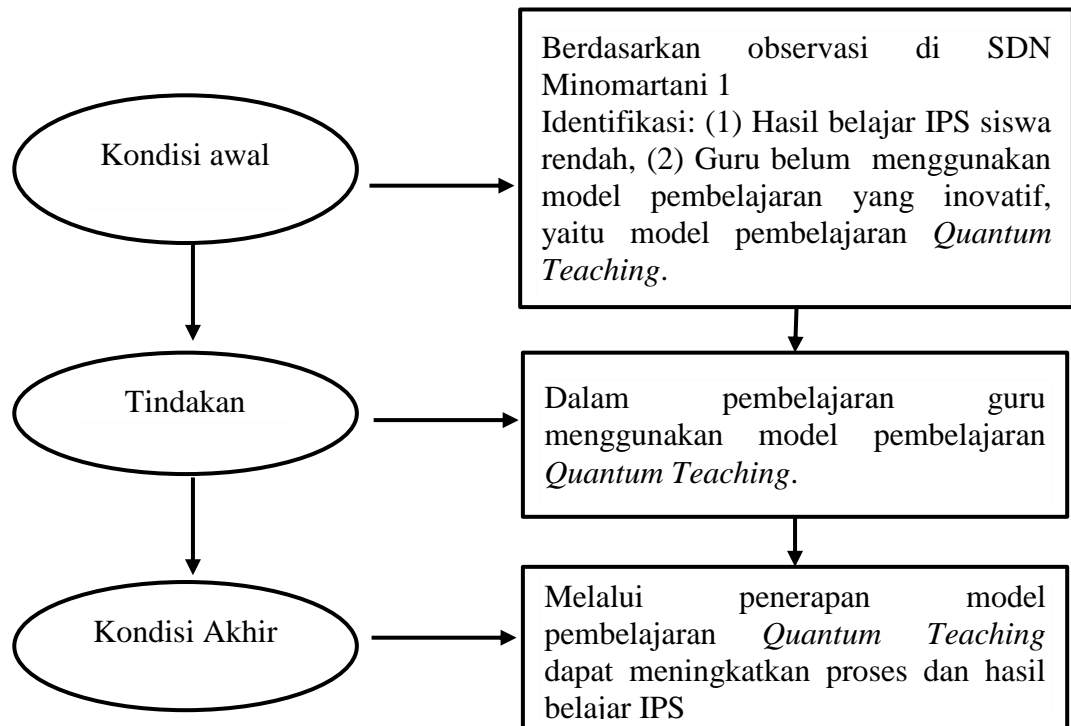 Kondisi awal
Berdasarkan observasi di SDN
Minomartani 1
Identifikasi: (1) Hasil belajar IPS siswa
rendah, (2) Guru belum menggunakan
model pembelajaran yang inovatif,
yaitu model pembelajaran Quantum
Teaching.
Tindakan
Dalam pembelajaran guru
menggunakan model pembelajaran
Quantum Teaching.
Kondisi Akhir
Melalui penerapan model
pembelajaran Quantum Teaching
dapat meningkatkan proses dan hasil
belajar IPS